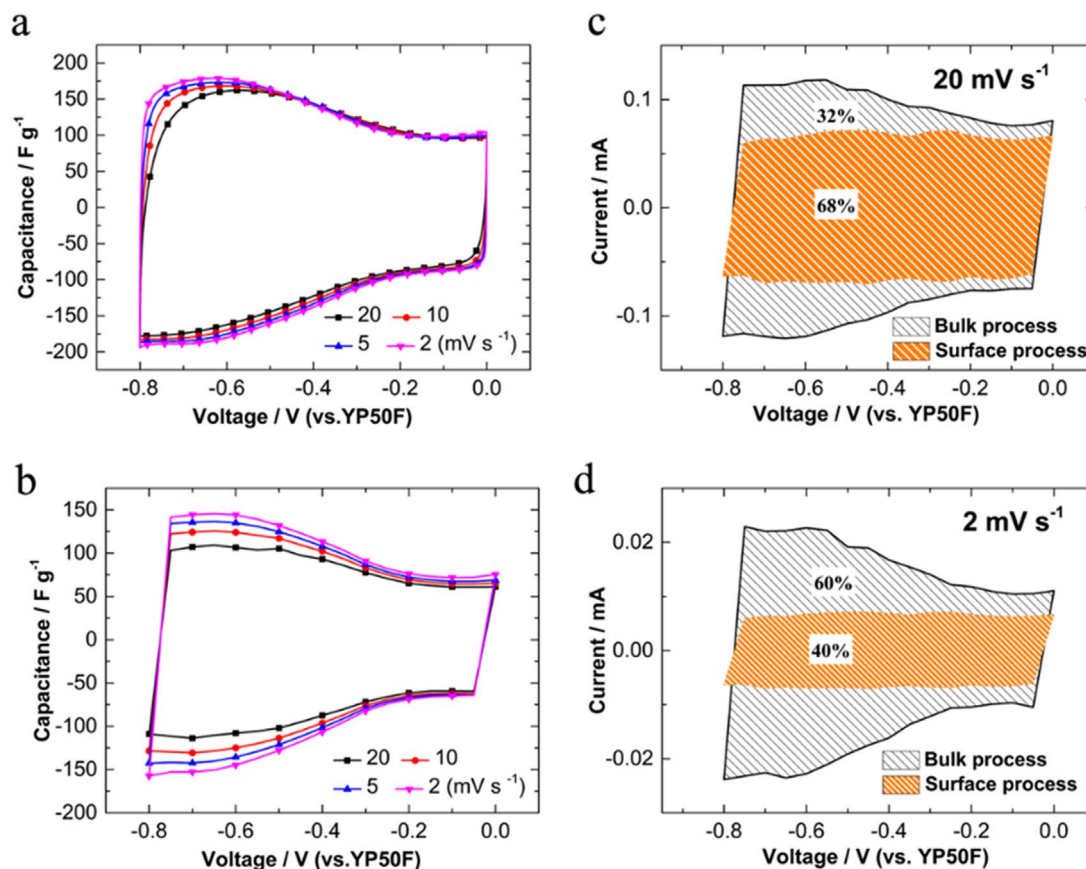 a
200
150
100
50
0
-50
-100
-150
-200
Capacitance / F g⁻¹
20
10
5
2 (mV s⁻¹)
-0.8
-0.6
-0.4
-0.2
0.0
Voltage / V (vs.YP50F)
c
0.1
0.0
-0.1
Current / mA
20 mV s⁻¹
32%
68%
Bulk process
Surface process
-0.8
-0.6
-0.4
-0.2
0.0
Voltage / V (vs. YP50F)
b
150
100
50
0
-50
-100
-150
-200
Capacitance / F g⁻¹
20
10
5
2 (mV s⁻¹)
-0.8
-0.6
-0.4
-0.2
0.0
Voltage / V (vs.YP50F)
d
0.02
0.00
-0.02
Current / mA
2 mV s⁻¹
60%
40%
Bulk process
Surface process
-0.8
-0.6
-0.4
-0.2
0.0
Voltage / V (vs. YP50F)